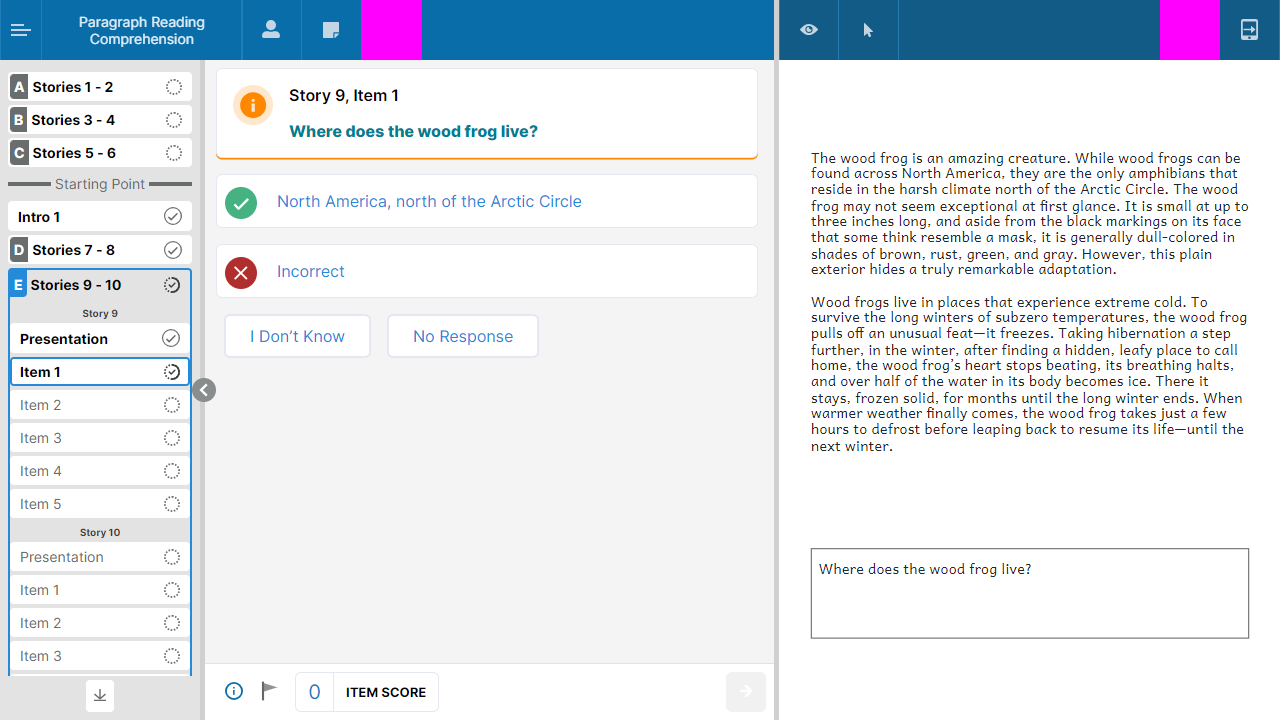 Paragraph Reading
Comprehension
A Stories 1 - 2
B Stories 3 - 4
C Stories 5 - 6
Starting Point
Intro 1
D Stories 7 - 8
E Stories 9 - 10
Story 9
Presentation
Item 1
Item 2
Item 3
Item 4
Item 5
Story 10
Presentation
Item 1
Item 2
Item 3
Story 9, Item 1
Where does the wood frog live?
North America, north of the Arctic Circle
Incorrect
I Don’t Know
No Response
0 ITEM SCORE
The wood frog is an amazing creature. While wood frogs can be
found across North America, they are the only amphibians that
reside in the harsh climate north of the Arctic Circle. The wood
frog may not seem exceptional at first glance. It is small at up to
three inches long, and aside from the black markings on its face
that some think resemble a mask, it is generally dull-colored in
shades of brown, rust, green, and gray. However, this plain
exterior hides a truly remarkable adaptation.
Wood frogs live in places that experience extreme cold. To
survive the long winters of subzero temperatures, the wood frog
pulls off an unusual feat—it freezes. Taking hibernation a step
further, in the winter, after finding a hidden, leafy place to call
home, the wood frog’s heart stops beating, its breathing halts,
and over half of the water in its body becomes ice. There it
stays, frozen solid, for months until the long winter ends. When
warmer weather finally comes, the wood frog takes just a few
hours to defrost before leaping back to resume its life—until the
next winter.
Where does the wood frog live?